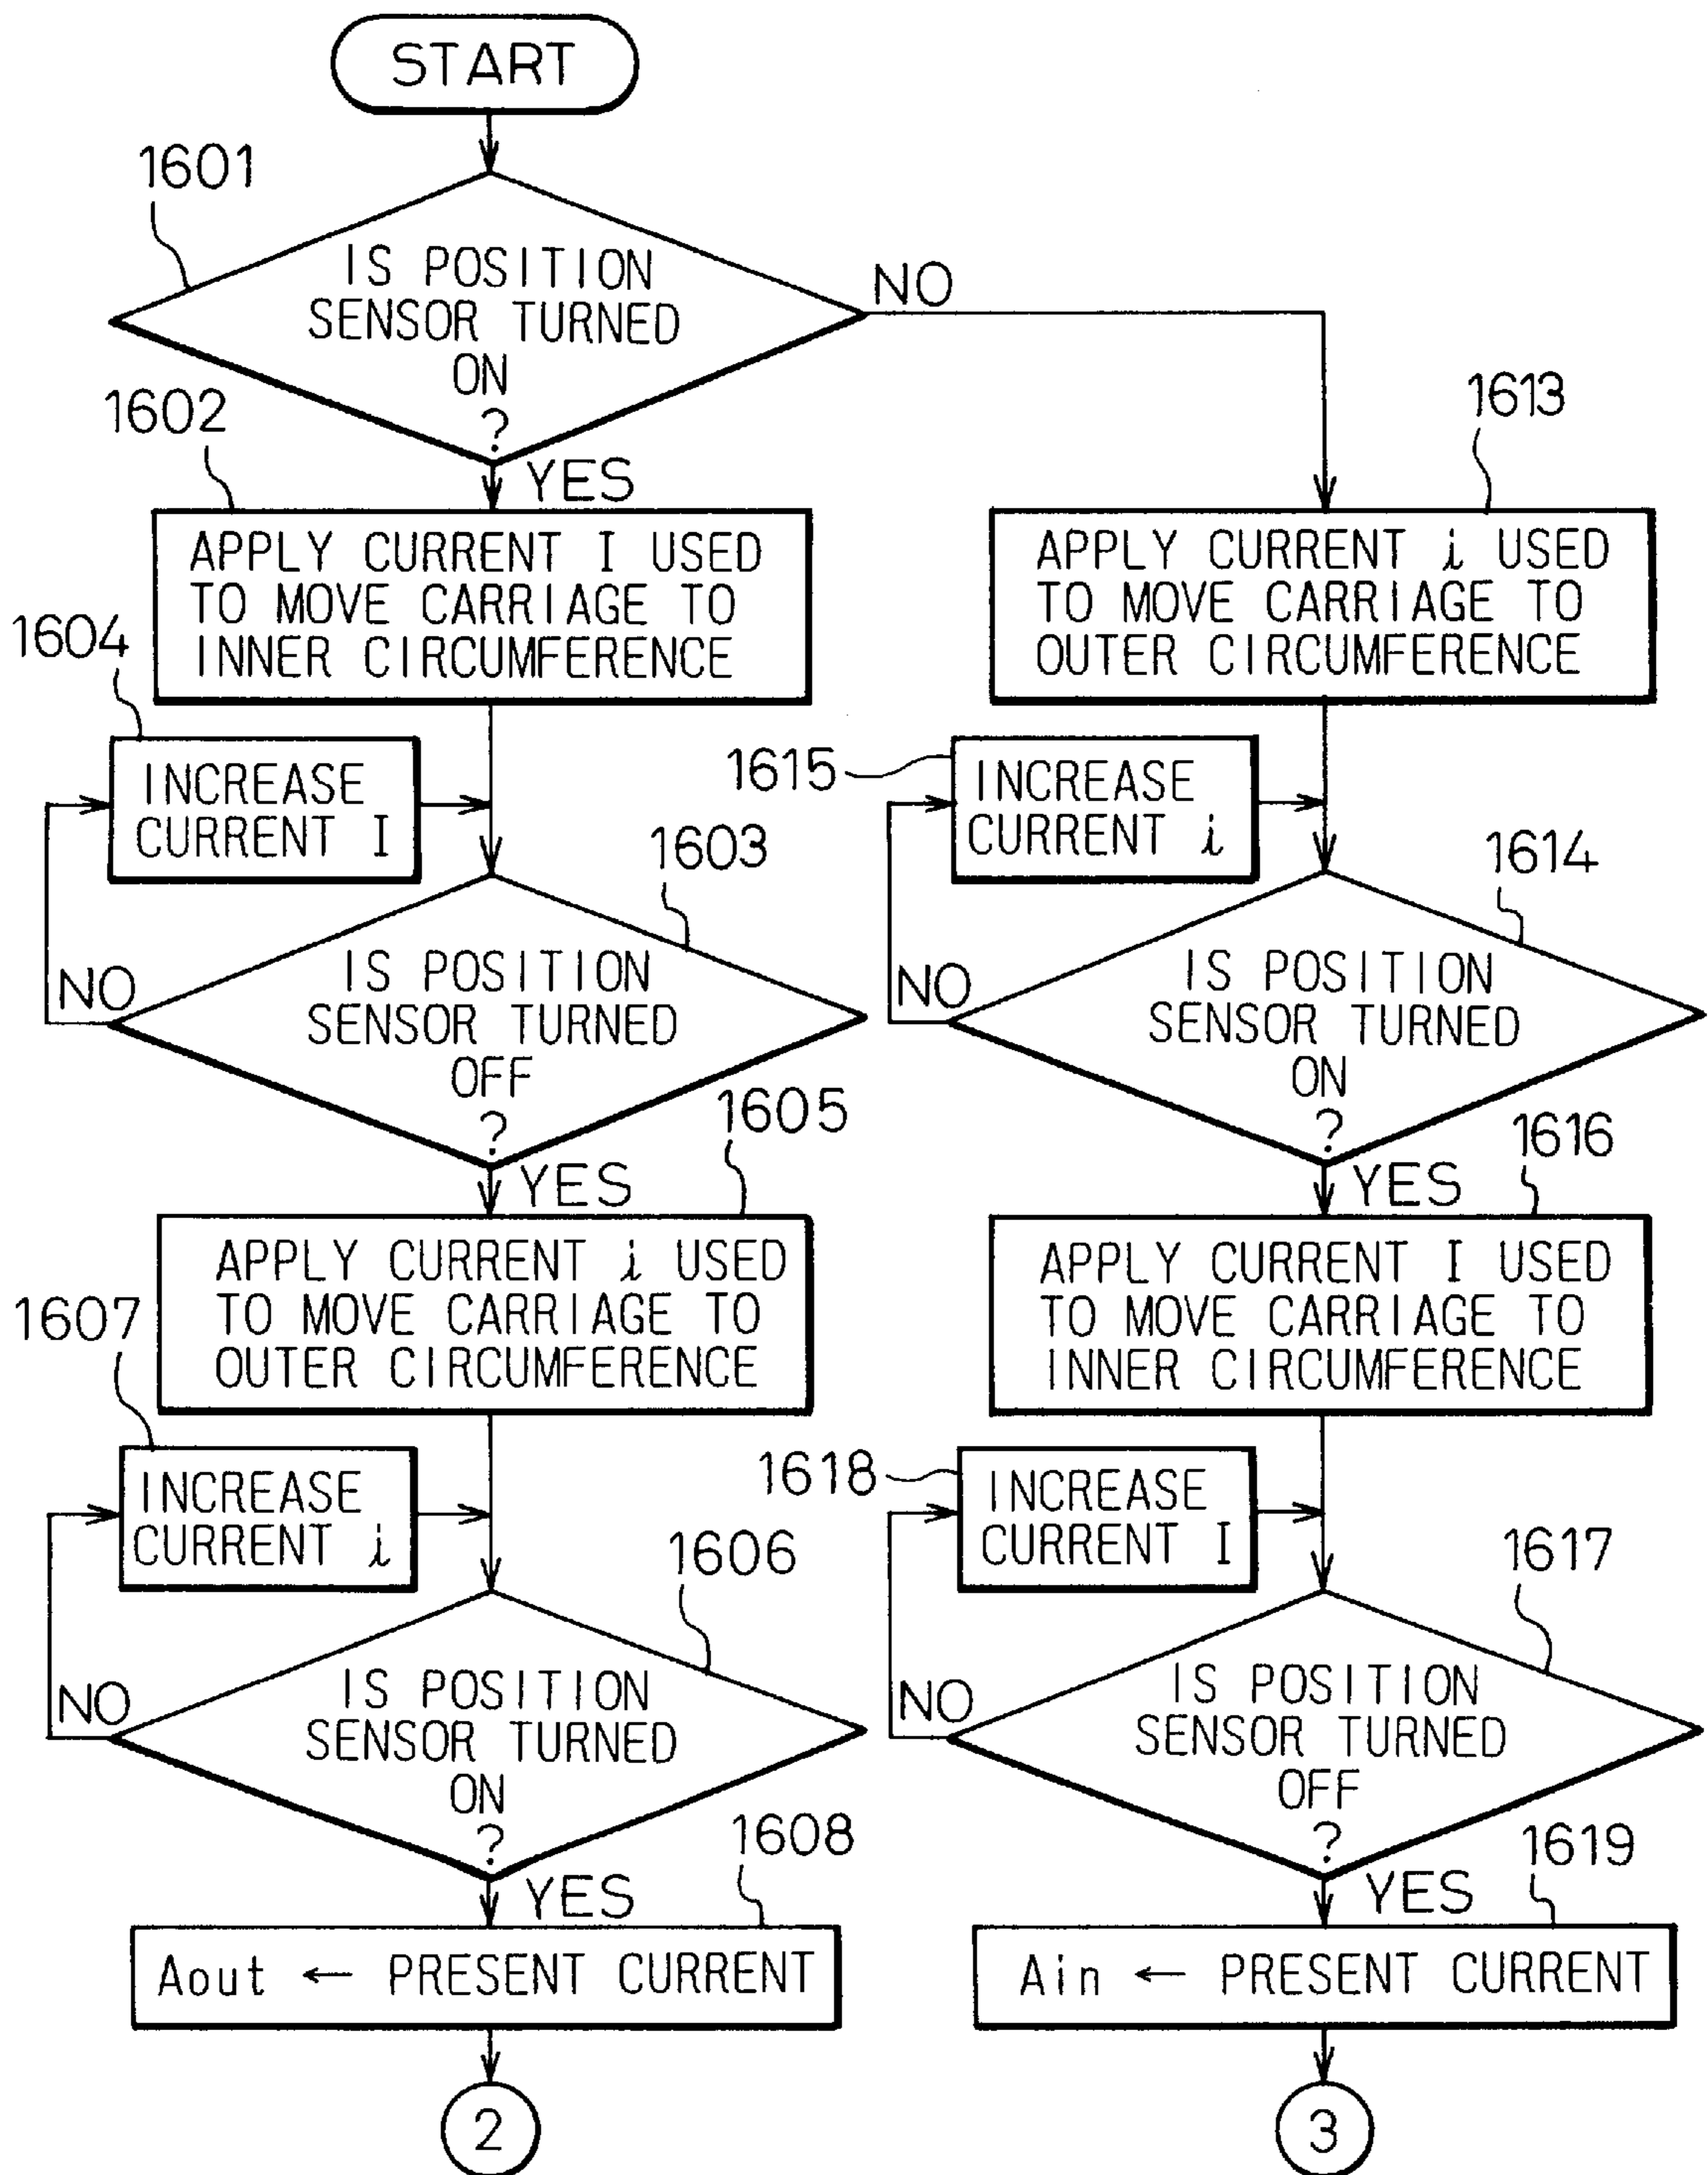 START
1601
IS POSITION
SENSOR TURNED
ON
?
NO
YES
1602
APPLY CURRENT I USED
TO MOVE CARRIAGE TO
INNER CIRCUMFERENCE
1613
APPLY CURRENT i USED
TO MOVE CARRIAGE TO
OUTER CIRCUMFERENCE
1604
INCREASE
CURRENT I
1615
INCREASE
CURRENT i
1603
IS POSITION
SENSOR TURNED
OFF
?
NO
YES
1614
IS POSITION
SENSOR TURNED
ON
?
NO
YES
1605
APPLY CURRENT i USED
TO MOVE CARRIAGE TO
OUTER CIRCUMFERENCE
1616
APPLY CURRENT I USED
TO MOVE CARRIAGE TO
INNER CIRCUMFERENCE
1607
INCREASE
CURRENT i
1618
INCREASE
CURRENT I
1606
IS POSITION
SENSOR TURNED
ON
?
NO
YES
1617
IS POSITION
SENSOR TURNED
OFF
?
NO
YES
1608
Aout ← PRESENT CURRENT
1619
Ain ← PRESENT CURRENT
2
3